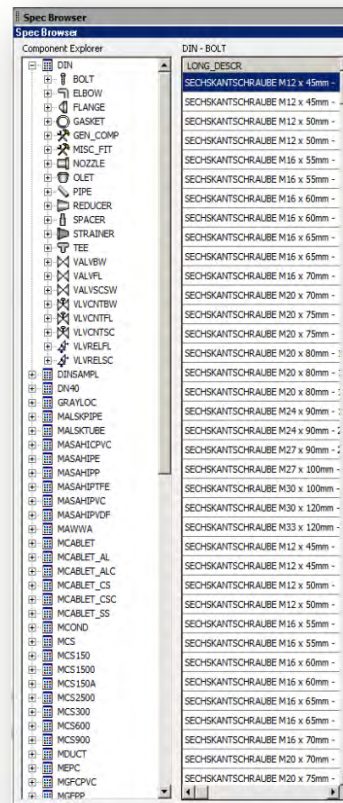 Spec Browser
Spec Browser
Component Explorer
DIN
BOLT
ELBOW
FLANGE
GASKET
GEN_COMP
MISC_FIT
NOZZLE
OLET
PIPE
REDUCER
SPACER
STRAINER
TEE
VALVBW
VALVFL
VALVSCSW
VLVCNTBW
VLVCNTFL
VLVCNTSC
VLVRELFL
VLVRELSC
DINSAMPL
DN40
GRAYLOC
MALSKPIPE
MALSKTUBE
MASAHICPVC
MASAHIPE
MASAHIPP
MASAHIPTFE
MASAHIPVC
MASAHIPVDF
MAWWA
MCABLET
MCABLET_AL
MCABLET_ALC
MCABLET_CS
MCABLET_CSC
MCABLET_SS
MCOND
MCS
MCS150
MCS1500
MCS150A
MCS2500
MCS300
MCS600
MCS900
MDUCT
MEPC
MGFCPVC
MGFPP
DIN - BOLT
LONG_DESCR
SECHSKANTSCHRAUBE M12 x 45mm -
SECHSKANTSCHRAUBE M12 x 45mm -
SECHSKANTSCHRAUBE M12 x 50mm -
SECHSKANTSCHRAUBE M12 x 50mm -
SECHSKANTSCHRAUBE M16 x 55mm -
SECHSKANTSCHRAUBE M16 x 55mm -
SECHSKANTSCHRAUBE M16 x 60mm -
SECHSKANTSCHRAUBE M16 x 60mm -
SECHSKANTSCHRAUBE M16 x 65mm -
SECHSKANTSCHRAUBE M16 x 65mm -
SECHSKANTSCHRAUBE M16 x 70mm -
SECHSKANTSCHRAUBE M20 x 70mm -
SECHSKANTSCHRAUBE M20 x 75mm -
SECHSKANTSCHRAUBE M20 x 75mm -
SECHSKANTSCHRAUBE M20 x 80mm -
SECHSKANTSCHRAUBE M20 x 80mm -
SECHSKANTSCHRAUBE M20 x 80mm -
SECHSKANTSCHRAUBE M24 x 90mm -
SECHSKANTSCHRAUBE M24 x 90mm - 2
SECHSKANTSCHRAUBE M27 x 90mm - 2
SECHSKANTSCHRAUBE M27 x 100mm -
SECHSKANTSCHRAUBE M30 x 100mm -
SECHSKANTSCHRAUBE M30 x 120mm -
SECHSKANTSCHRAUBE M33 x 120mm -
SECHSKANTSCHRAUBE M12 x 45mm -
SECHSKANTSCHRAUBE M12 x 45mm -
SECHSKANTSCHRAUBE M12 x 50mm -
SECHSKANTSCHRAUBE M12 x 50mm -
SECHSKANTSCHRAUBE M16 x 55mm -
SECHSKANTSCHRAUBE M16 x 55mm -
SECHSKANTSCHRAUBE M16 x 60mm -
SECHSKANTSCHRAUBE M16 x 60mm -
SECHSKANTSCHRAUBE M16 x 65mm -
SECHSKANTSCHRAUBE M16 x 65mm -
SECHSKANTSCHRAUBE M16 x 70mm -
SECHSKANTSCHRAUBE M20 x 70mm -
SECHSKANTSCHRAUBE M20 x 75mm -